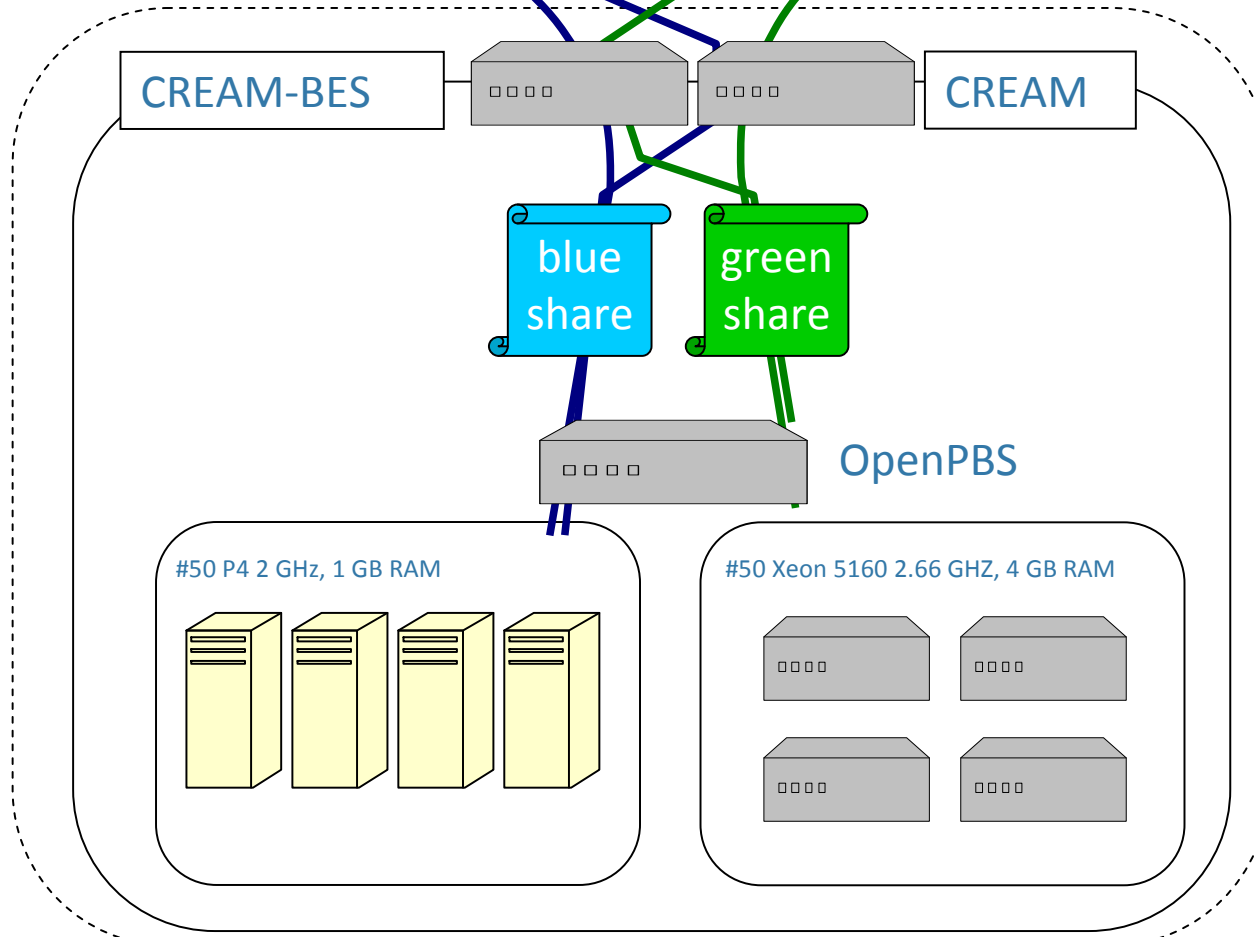 CREAM-BES
CREAM
blue
share
green
share
OpenPBS
#50 P4 2 GHz, 1 GB RAM
#50 Xeon 5160 2.66 GHZ, 4 GB RAM